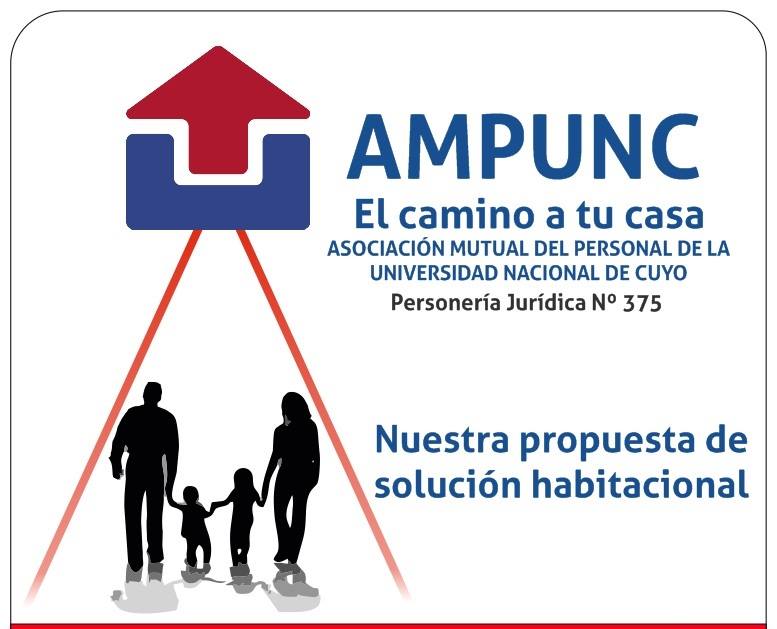 AMPUNC
El camino a tu casa
ASOCIACIÓN MUTUAL DEL PERSONAL DE LA
UNIVERSIDAD NACIONAL DE CUYO
Personería Jurídica Nº 375
Nuestra propuesta de
solución habitacional